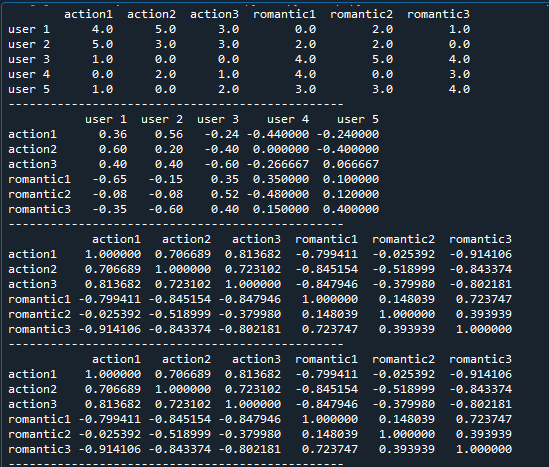 action1 action2 action3 romantic1 romantic2 romantic3
user 1 4.0 5.0 3.0 0.0 2.0 1.0
user 2 5.0 3.0 3.0 2.0 2.0 0.0
user 3 1.0 0.0 0.0 4.0 5.0 4.0
user 4 0.0 2.0 1.0 4.0 0.0 3.0
user 5 1.0 0.0 2.0 3.0 3.0 4.0
--------------------------------------------------
user 1 user 2 user 3 user 4 user 5
action1 0.36 0.56 -0.24 -0.440000 -0.240000
action2 0.60 0.20 -0.40 0.000000 -0.400000
action3 0.40 0.40 -0.60 -0.266667 0.066667
romantic1 -0.65 -0.15 0.35 0.350000 0.100000
romantic2 -0.08 -0.08 0.52 -0.480000 0.120000
romantic3 -0.35 -0.60 0.40 0.150000 0.400000
--------------------------------------------------
action1 action2 action3 romantic1 romantic2 romantic3
action1 1.000000 0.706689 0.813682 -0.799411 -0.025392 -0.914106
action2 0.706689 1.000000 0.723102 -0.845154 -0.518999 -0.843374
action3 0.813682 0.723102 1.000000 -0.847946 -0.379980 -0.802181
romantic1 -0.799411 -0.845154 -0.847946 1.000000 0.148039 0.723747
romantic2 -0.025392 -0.518999 -0.379980 0.148039 1.000000 0.393939
romantic3 -0.914106 -0.843374 -0.802181 0.723747 0.393939 1.000000
--------------------------------------------------
action1 action2 action3 romantic1 romantic2 romantic3
action1 1.000000 0.706689 0.813682 -0.799411 -0.025392 -0.914106
action2 0.706689 1.000000 0.723102 -0.845154 -0.518999 -0.843374
action3 0.813682 0.723102 1.000000 -0.847946 -0.379980 -0.802181
romantic1 -0.799411 -0.845154 -0.847946 1.000000 0.148039 0.723747
romantic2 -0.025392 -0.518999 -0.379980 0.148039 1.000000 0.393939
romantic3 -0.914106 -0.843374 -0.802181 0.723747 0.393939 1.000000
--------------------------------------------------